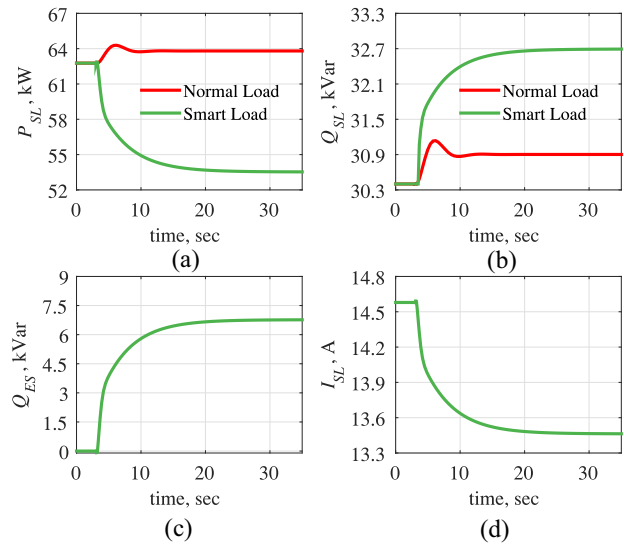 67
64
61
58
55
52
P_SL , kW
Normal Load
Smart Load
0 10 20 30
time, sec
(a)
33.3
32.7
32.1
31.5
30.9
30.3
Q_SL , kVar
Normal Load
Smart Load
0 10 20 30
time, sec
(b)
9
7.5
6
4.5
3
1.5
0
Q_ES , kVar
0 10 20 30
time, sec
(c)
14.8
14.5
14.2
13.9
13.6
13.3
I_SL , A
0 10 20 30
time, sec
(d)